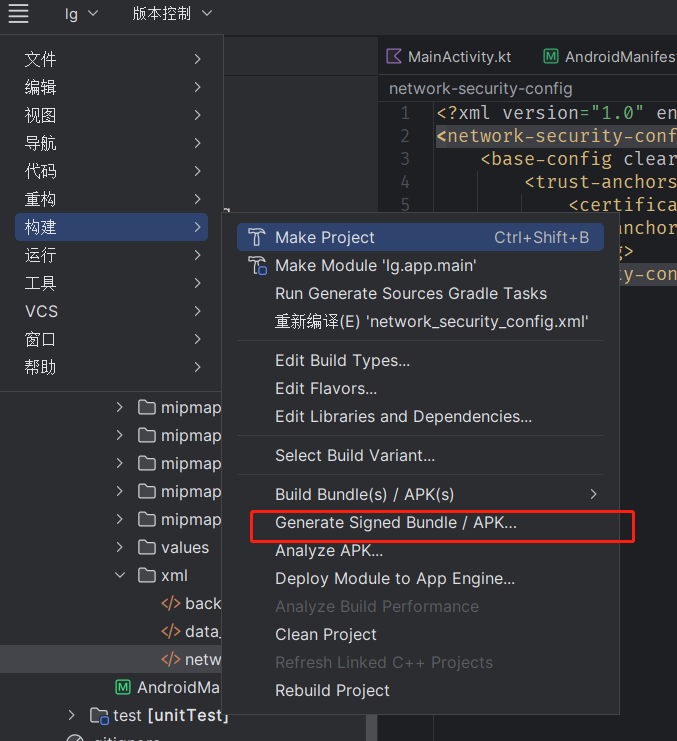 lg 版本控制
文件
编辑
视图
导航
代码
重构
构建
运行
工具
VCS
窗口
帮助
MainActivity.kt
AndroidManifes
network-security-config
1 <?xml version="1.0" en
2 <network-security-conf
3 <base-config clear
4 <trust-anchors
5 <certifica
anchor
g>
ty-con
Make Project Ctrl+Shift+B
Make Module 'lg.app.main'
Run Generate Sources Gradle Tasks
重新编译(E) 'network_security_config.xml'
Edit Build Types...
Edit Flavors...
Edit Libraries and Dependencies...
Select Build Variant...
Build Bundle(s) / APK(s)
Generate Signed Bundle / APK...
Analyze APK...
Deploy Module to App Engine...
Analyze Build Performance
Clean Project
Refresh Linked C++ Projects
Rebuild Project
mipmap
mipmap
mipmap
mipmap
mipmap
values
xml
back
data_
netw
AndroidMa
test [unitTest]